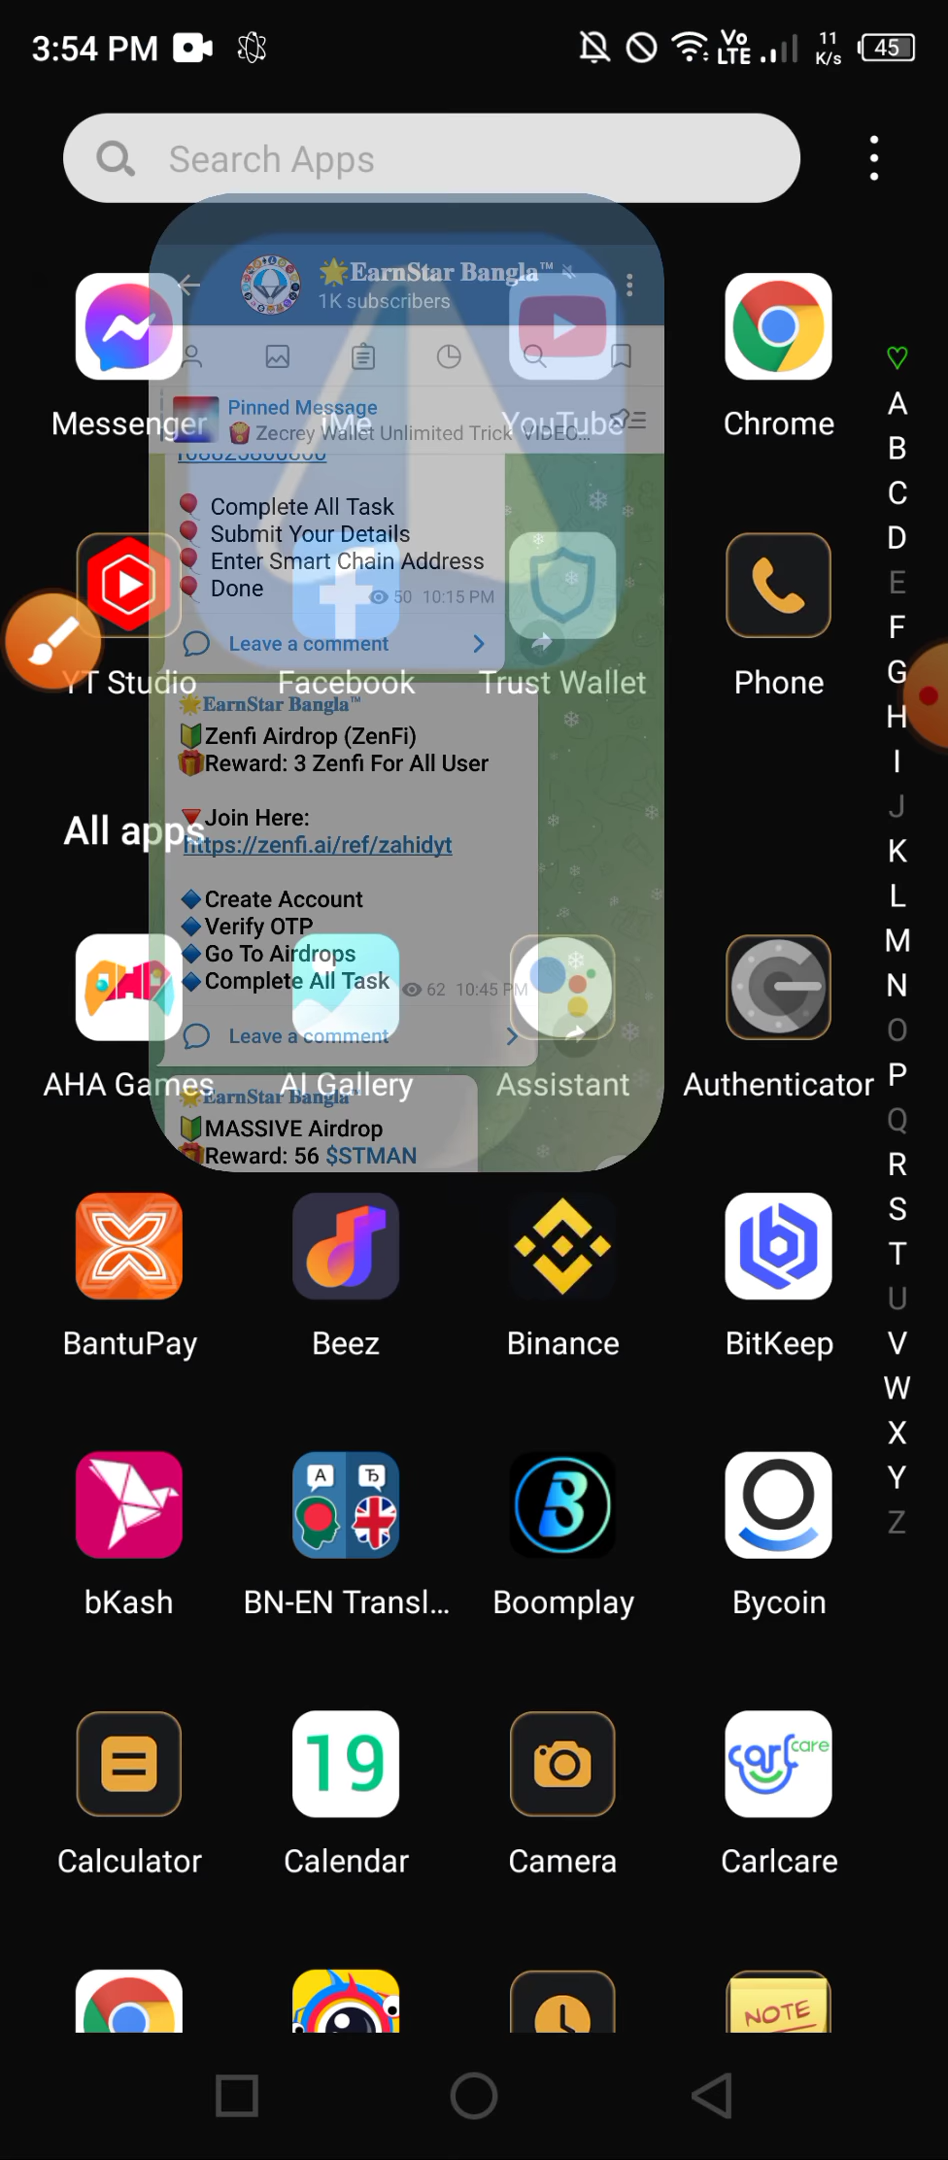 3:54 PM
Vo LTE
11 K/s
45
Search Apps
🌟EarnStar Bangla™
1K subscribers
Pinned Message
🍟 Zecrey Wallet Unlimited Trick VIDEO...
Messenger
iMe
YouTube
Chrome
🎈 Complete All Task
🎈 Submit Your Details
🎈 Enter Smart Chain Address
🎈 Done
50 10:15 PM
Leave a comment
YT Studio
Facebook
Trust Wallet
Phone
🌟EarnStar Bangla™
🔰Zenfi Airdrop (ZenFi)
🎁Reward: 3 Zenfi For All User
🔻Join Here:
https://zenfi.ai/ref/zahidyt
All apps
🔷Create Account
🔷Verify OTP
🔷Go To Airdrops
🔷Complete All Task
62 10:45 PM
Leave a comment
AHA Games
AI Gallery
Assistant
Authenticator
🌟EarnStar Bangla™
🔰MASSIVE Airdrop
🎁Reward: 56 $STMAN
BantuPay
Beez
Binance
BitKeep
A
Ђ
bKash
BN-EN Transl...
Boomplay
Bycoin
19
carlcare
Calculator
Calendar
Camera
Carlcare
NOTE
A
B
C
D
E
F
G
H
I
J
K
L
M
N
O
P
Q
R
S
T
U
V
W
X
Y
Z